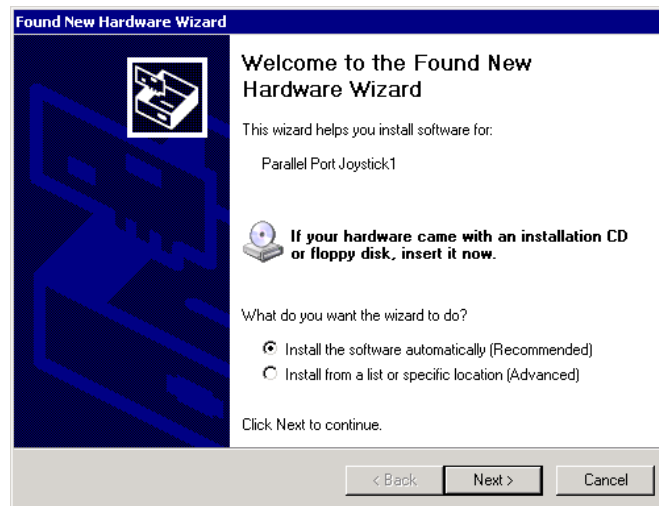 Found New Hardware Wizard
Welcome to the Found New
Hardware Wizard
This wizard helps you install software for:
Parallel Port Joystick1
If your hardware came with an installation CD
or floppy disk, insert it now.
What do you want the wizard to do?
Install the software automatically (Recommended)
Install from a list or specific location (Advanced)
Click Next to continue.
< Back
Next >
Cancel